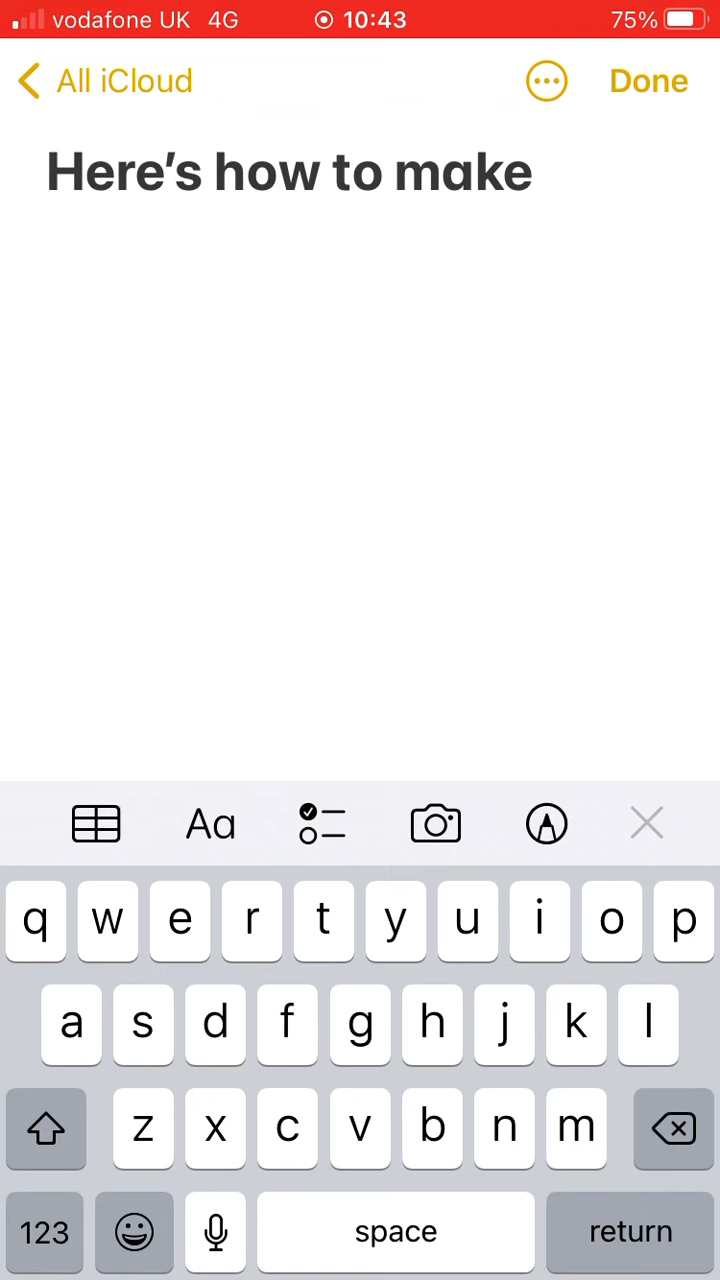 vodafone UK 4G 10:43 75%
All iCloud Done
Here's how to make
Aa
q w e r t y u i o p
a s d f g h j k l
z x c v b n m
123 space return